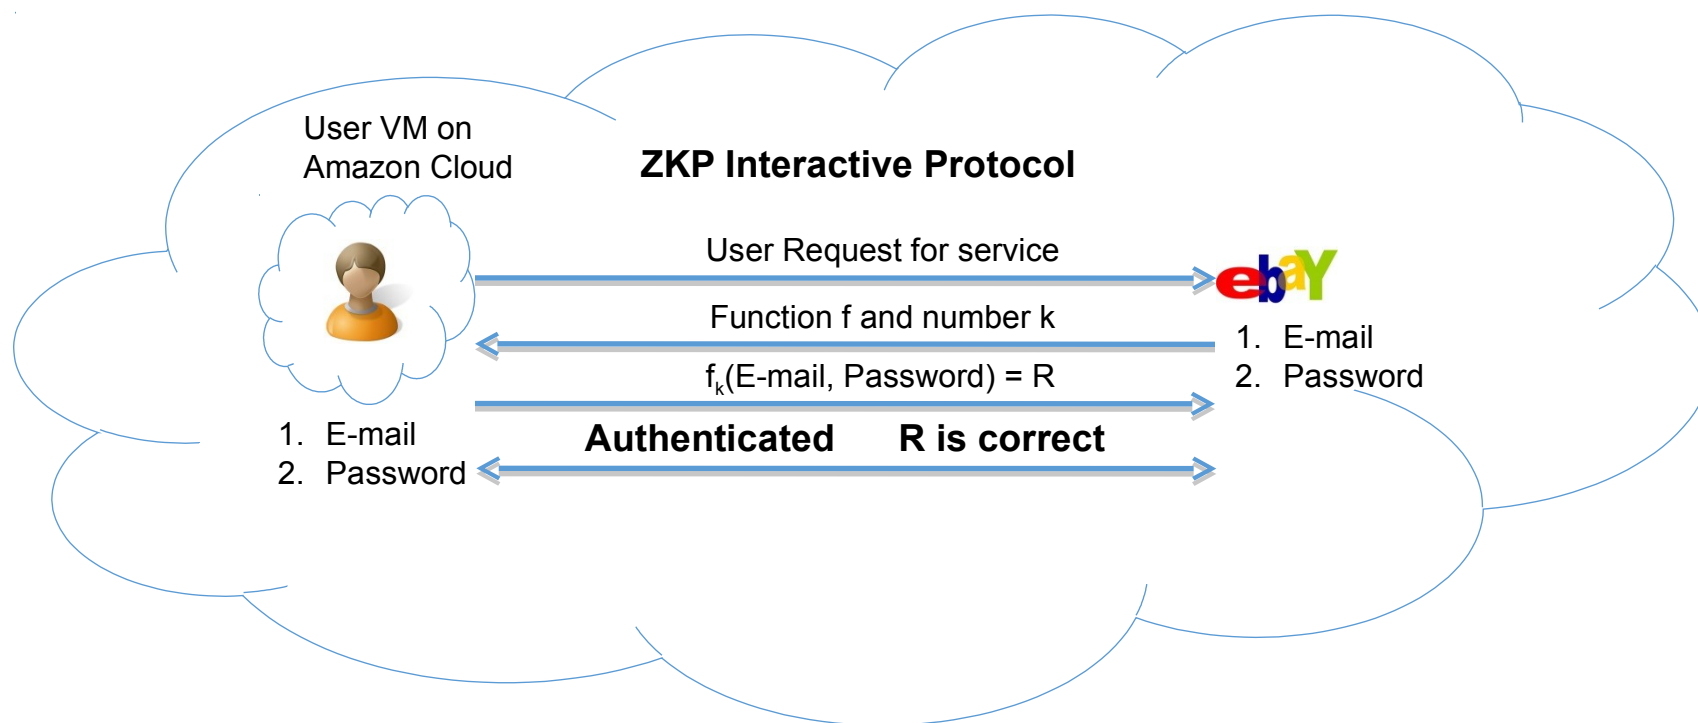 User VM on
Amazon Cloud
ZKP Interactive Protocol
User Request for service
ebaY
Function f and number k
1. E-mail
2. Password
fk(E-mail, Password) = R
1. E-mail
2. Password
Authenticated R is correct